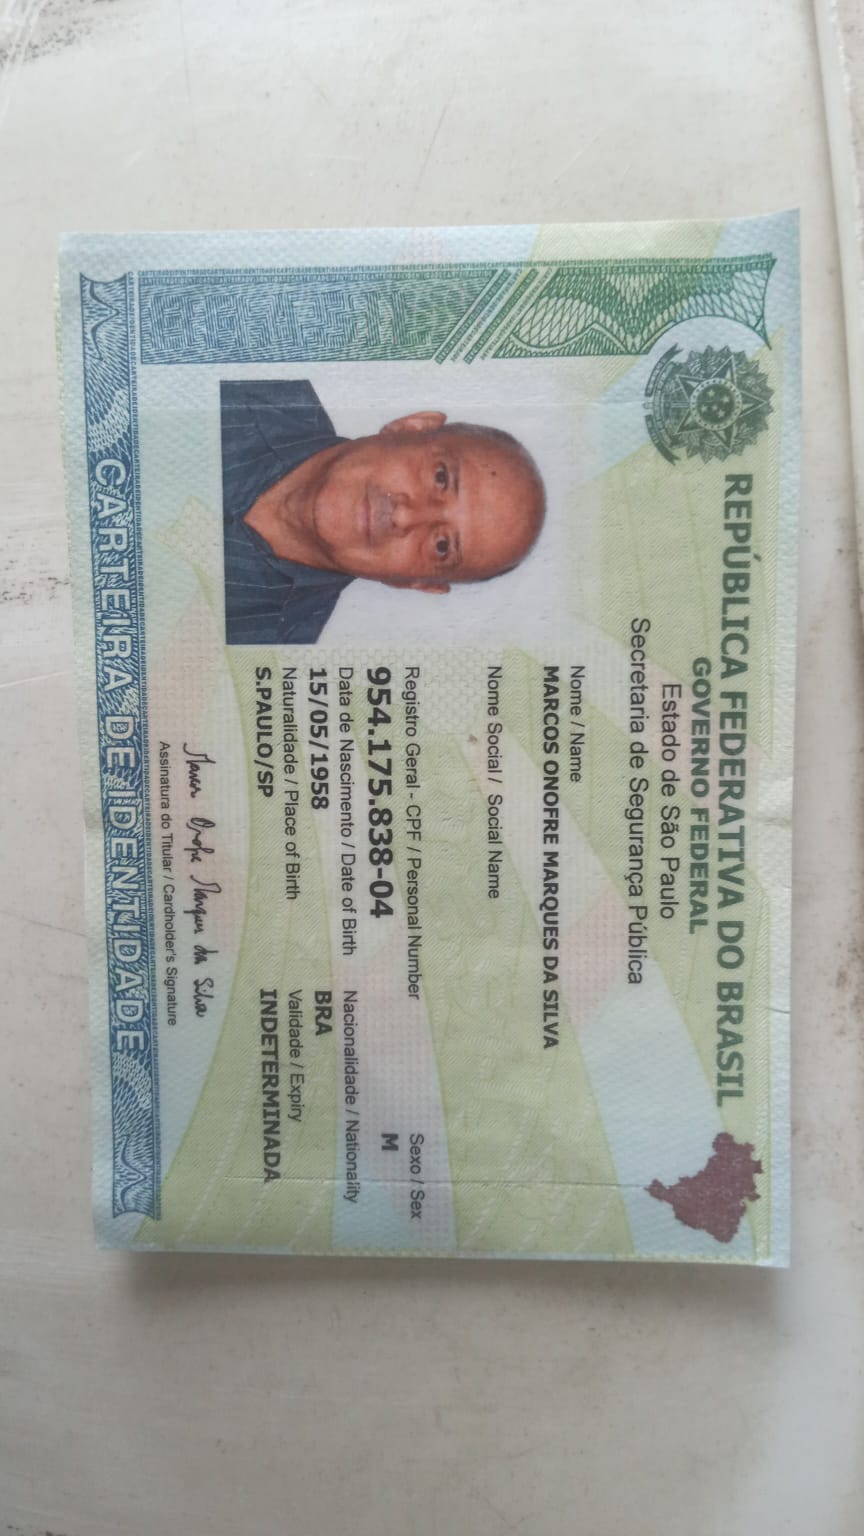 REPÚBLICA FEDERATIVA DO BRASIL
GOVERNO FEDERAL
Estado de São Paulo
Secretaria de Segurança Pública
Nome / Name
MARCOS ONOFRE MARQUES DA SILVA
Nome Social / Social Name
Registro Geral - CPF / Personal Number
Sexo / Sex
954.175.838-04
M
Data de Nascimento / Date of Birth
Nacionalidade / Nationality
15/05/1958
BRA
Naturalidade / Place of Birth
Validade / Expiry
S.PAULO/SP
INDETERMINADA
Marcos Onofre Marques da Silva
Assinatura do Titular / Cardholder's Signature
CARTEIRA DE IDENTIDADE